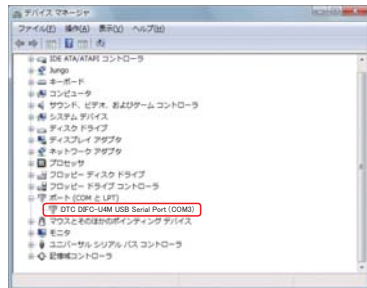 デバイス マネージャ
ファイル(F) 操作(A) 表示(V) ヘルプ(H)
IDE ATA/ATAPI コントローラ
Jungo
キーボード
コンピュータ
サウンド、ビデオ、およびゲーム コントローラ
システム デバイス
ディスク ドライブ
ディスプレイ アダプタ
ネットワーク アダプタ
プロセッサ
フロッピー ディスク ドライブ
フロッピー ドライブ コントローラ
ポート (COM と LPT)
DTC DIFC-U4M USB Serial Port (COM3)
マウスとそのほかのポインティング デバイス
モニタ
ユニバーサル シリアル バス コントローラ
記憶域コントローラ